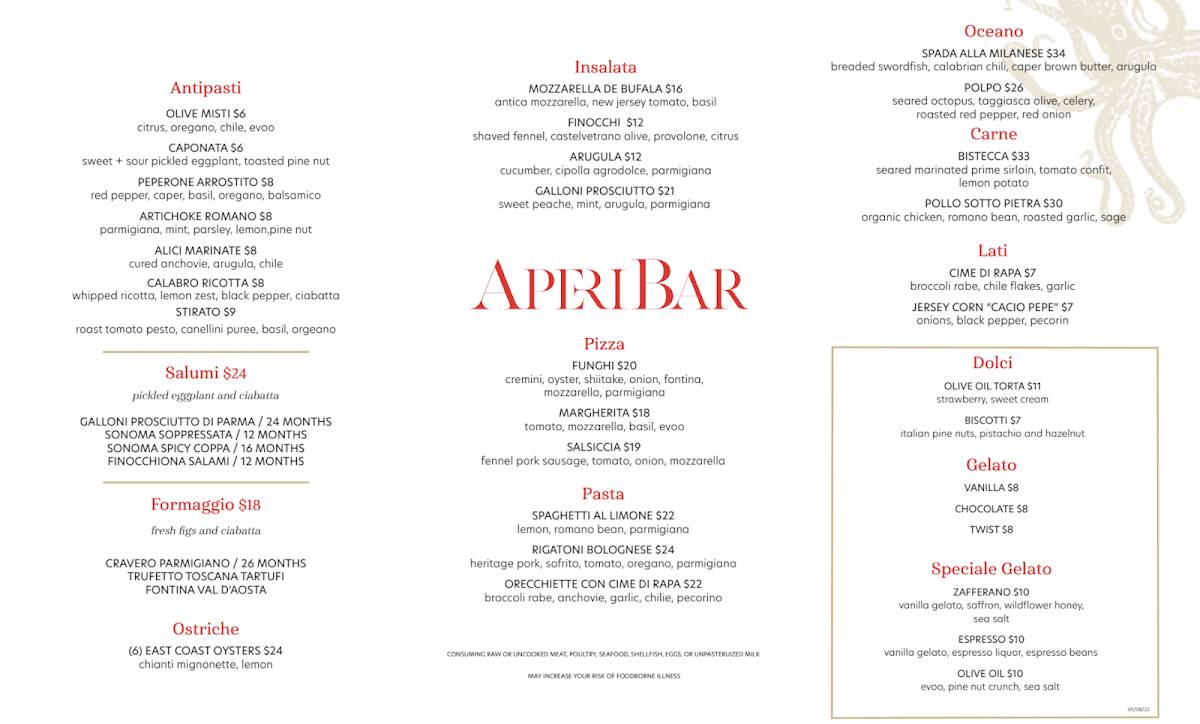 Antipasti
OLIVE MISTI $6
citrus, oregano, chile, evoo
CAPONATA $6
sweet + sour pickled eggplant, toasted pine nut
PEPERONE ARROSTITO $8
red pepper, caper, basil, oregano, balsamico
ARTICHOKE ROMANO $8
parmigiana, mint, parsley, lemon,pine nut
ALICI MARINATE $8
cured anchovie, arugula, chile
CALABRO RICOTTA $8
whipped ricotta, lemon zest, black pepper, ciabatta
STIRATO $9
roast tomato pesto, canellini puree, basil, orgeano
Salumi $24
pickled eggplant and ciabatta
GALLONI PROSCIUTTO DI PARMA / 24 MONTHS
SONOMA SOPPRESSATA / 12 MONTHS
SONOMA SPICY COPPA / 16 MONTHS
FINOCCHIONA SALAMI / 12 MONTHS
Formaggio $18
fresh figs and ciabatta
CRAVERO PARMIGIANO / 26 MONTHS
TRUFETTO TOSCANA TARTUFI
FONTINA VAL D'AOSTA
Ostriche
(6) EAST COAST OYSTERS $24
chianti mignonette, lemon
Insalata
MOZZARELLA DE BUFALA $16
antica mozzarella, new jersey tomato, basil
FINOCCHI $12
shaved fennel, castelvetrano olive, provolone, citrus
ARUGULA $12
cucumber, cipolla agrodolce, parmigiana
GALLONI PROSCIUTTO $21
sweet peache, mint, arugula, parmigiana
APERIBAR
Pizza
FUNGHI $20
cremini, oyster, shiitake, onion, fontina,
mozzarella, parmigiana
MARGHERITA $18
tomato, mozzarella, basil, evoo
SALSICCIA $19
fennel pork sausage, tomato, onion, mozzarella
Pasta
SPAGHETTI AL LIMONE $22
lemon, romano bean, parmigiana
RIGATONI BOLOGNESE $24
heritage pork, sofrito, tomato, oregano, parmigiana
ORECCHIETTE CON CIME DI RAPA $22
broccoli rabe, anchovie, garlic, chilie, pecorino
CONSUMING RAW OR UNCOOKED MEAT, POULTRY, SEAFOOD, SHELLFISH, EGGS, OR UNPASTERUIZED MILK
MAY INCREASE YOUR RISK OF FOODBORNE ILLNESS
Oceano
SPADA ALLA MILANESE $34
breaded swordfish, calabrian chili, caper brown butter, arugula
POLPO $26
seared octopus, taggiasca olive, celery,
roasted red pepper, red onion
Carne
BISTECCA $33
seared marinated prime sirloin, tomato confit,
lemon potato
POLLO SOTTO PIETRA $30
organic chicken, romano bean, roasted garlic, sage
Lati
CIME DI RAPA $7
broccoli rabe, chile flakes, garlic
JERSEY CORN "CACIO PEPE" $7
onions, black pepper, pecorin
Dolci
OLIVE OIL TORTA $11
strawberry, sweet cream
BISCOTTI $7
italian pine nuts, pistachio and hazelnut
Gelato
VANILLA $8
CHOCOLATE $8
TWIST $8
Speciale Gelato
ZAFFERANO $10
vanilla gelato, saffron, wildflower honey,
sea salt
ESPRESSO $10
vanilla gelato, espresso liquor, espresso beans
OLIVE OIL $10
evoo, pine nut crunch, sea salt